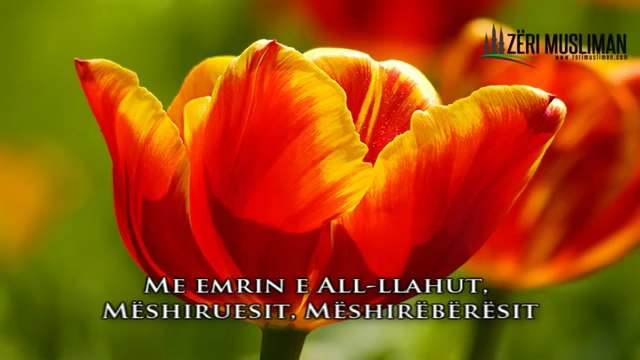 ZËRI MUSLIMAN
www.zerimusliman.com
Me emrin e All-llahut,
Mëshiruesit, Mëshirëbërësit